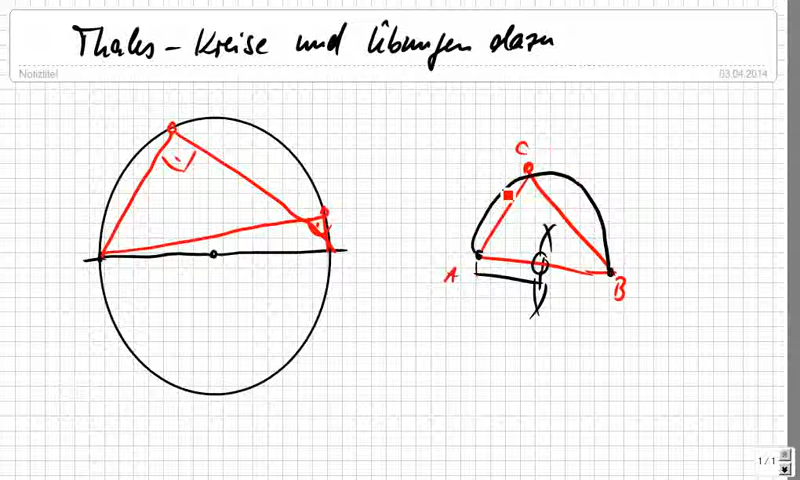 Thales - Kreise und Übungen dazu
Notiztitel
03.04.2014
C
A
B
1/1